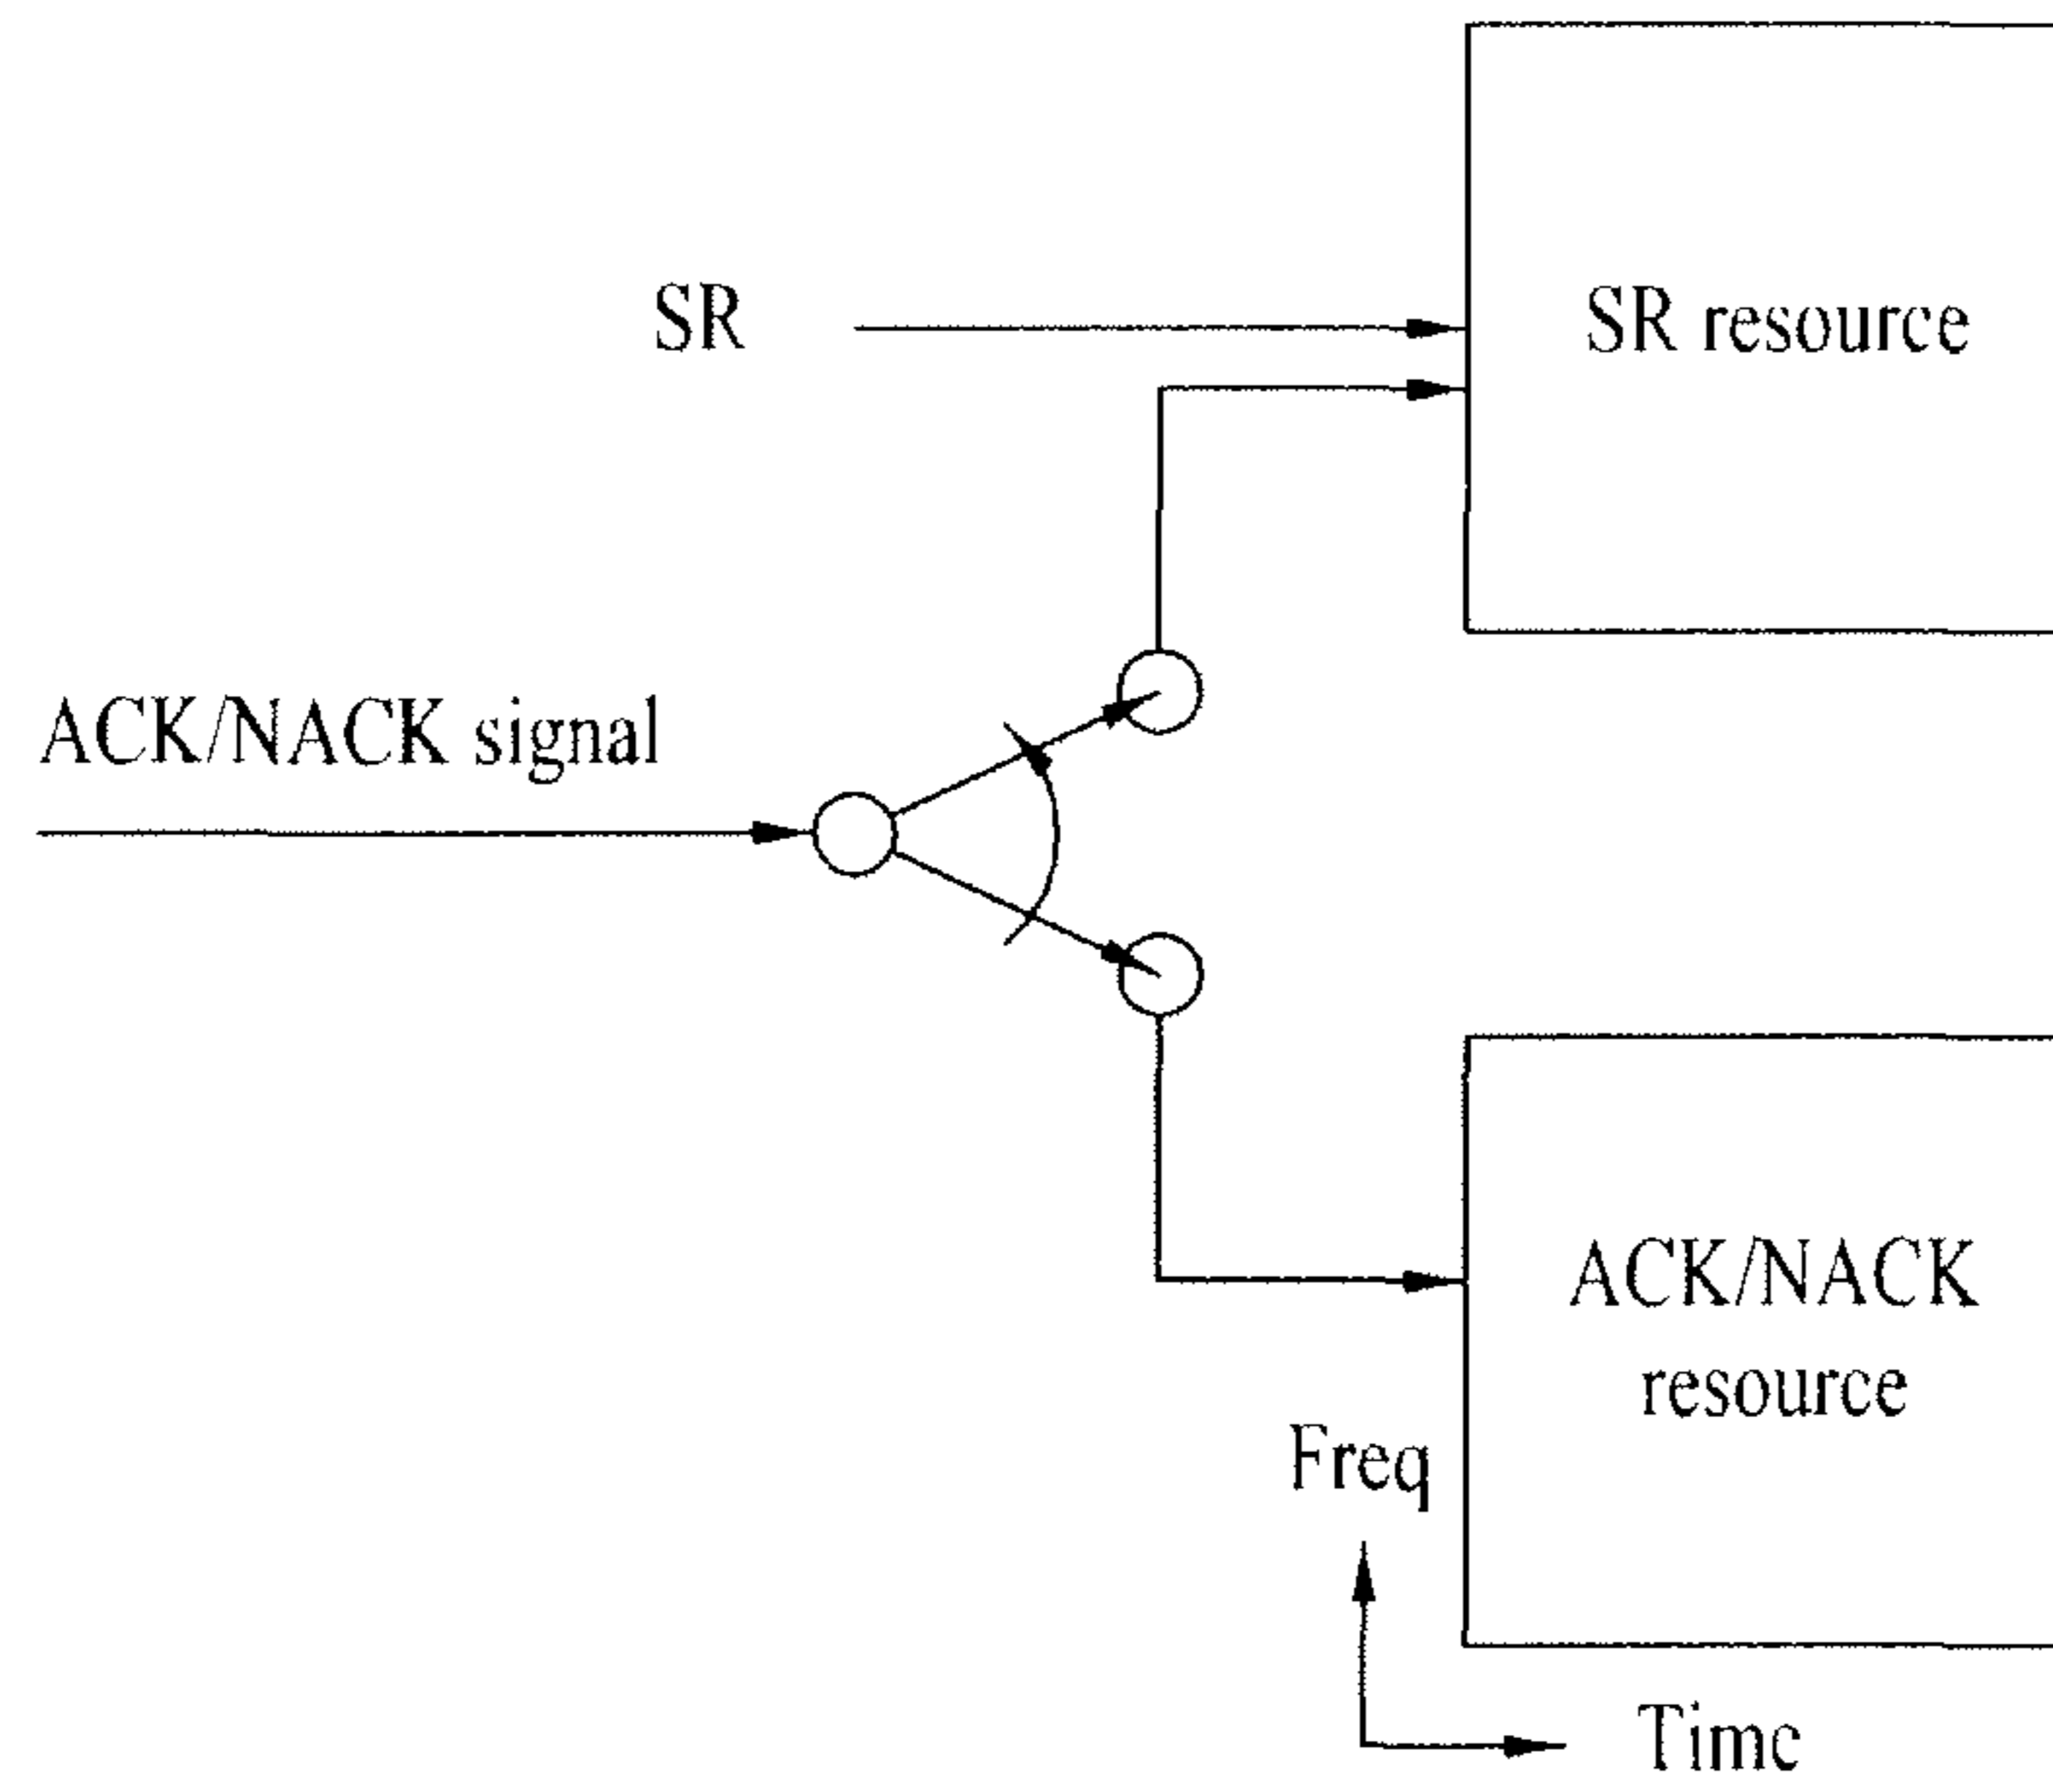 SR
SR resource
ACK/NACK signal
ACK/NACK
resource
Freq
Time